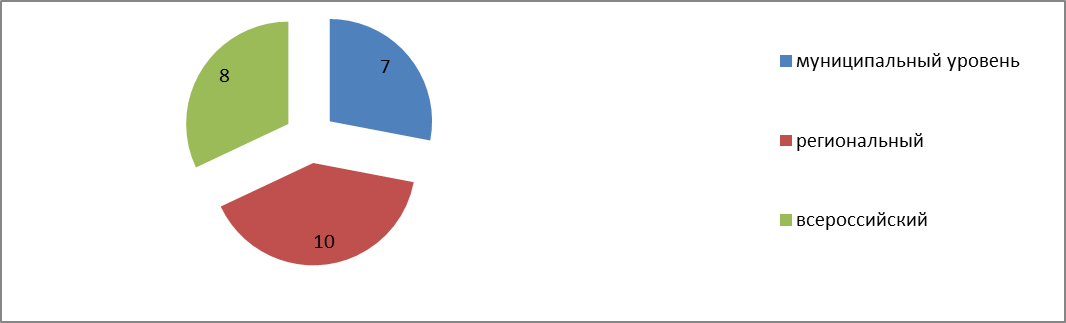 7
8
10
муниципальный уровень
региональный
всероссийский